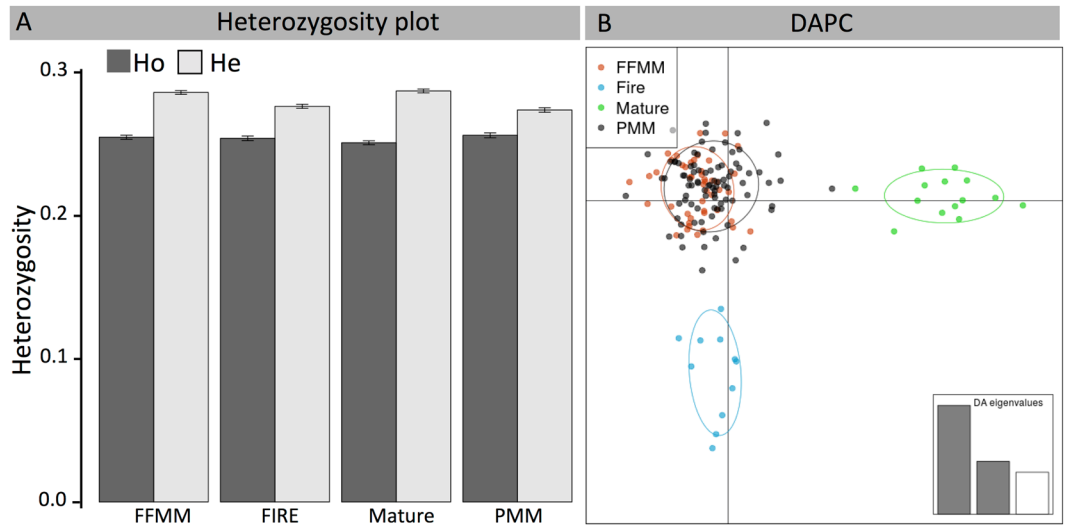 A Heterozygosity plot
Ho He
Heterozygosity
0.3
0.2
0.1
0.0
FFMM FIRE Mature PMM
B DAPC
FFMM
Fire
Mature
PMM
DA eigenvalues